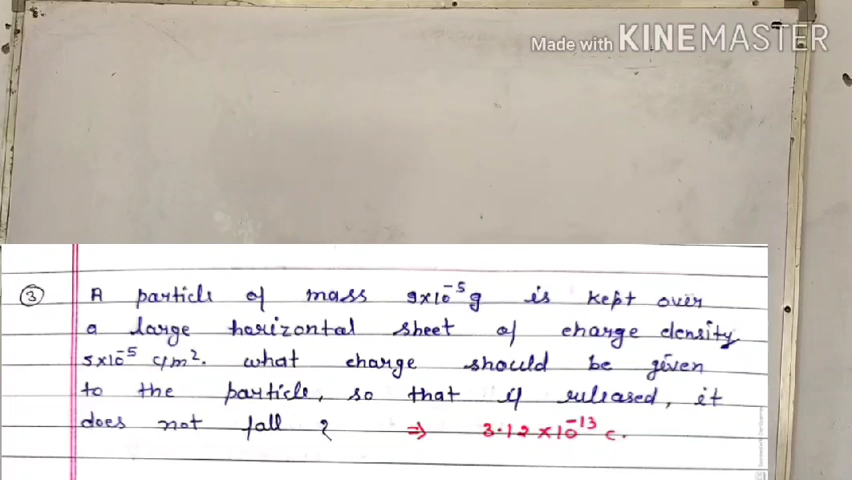 Made with KINEMASTER
③ A particle of mass 9×10⁻⁵g is kept over
a large horizontal sheet of charge density
5×10⁻⁵ c/m². what charge should be given
to the particle, so that if released, it
does not fall ? ⇒ 3.12×10⁻¹³ c.